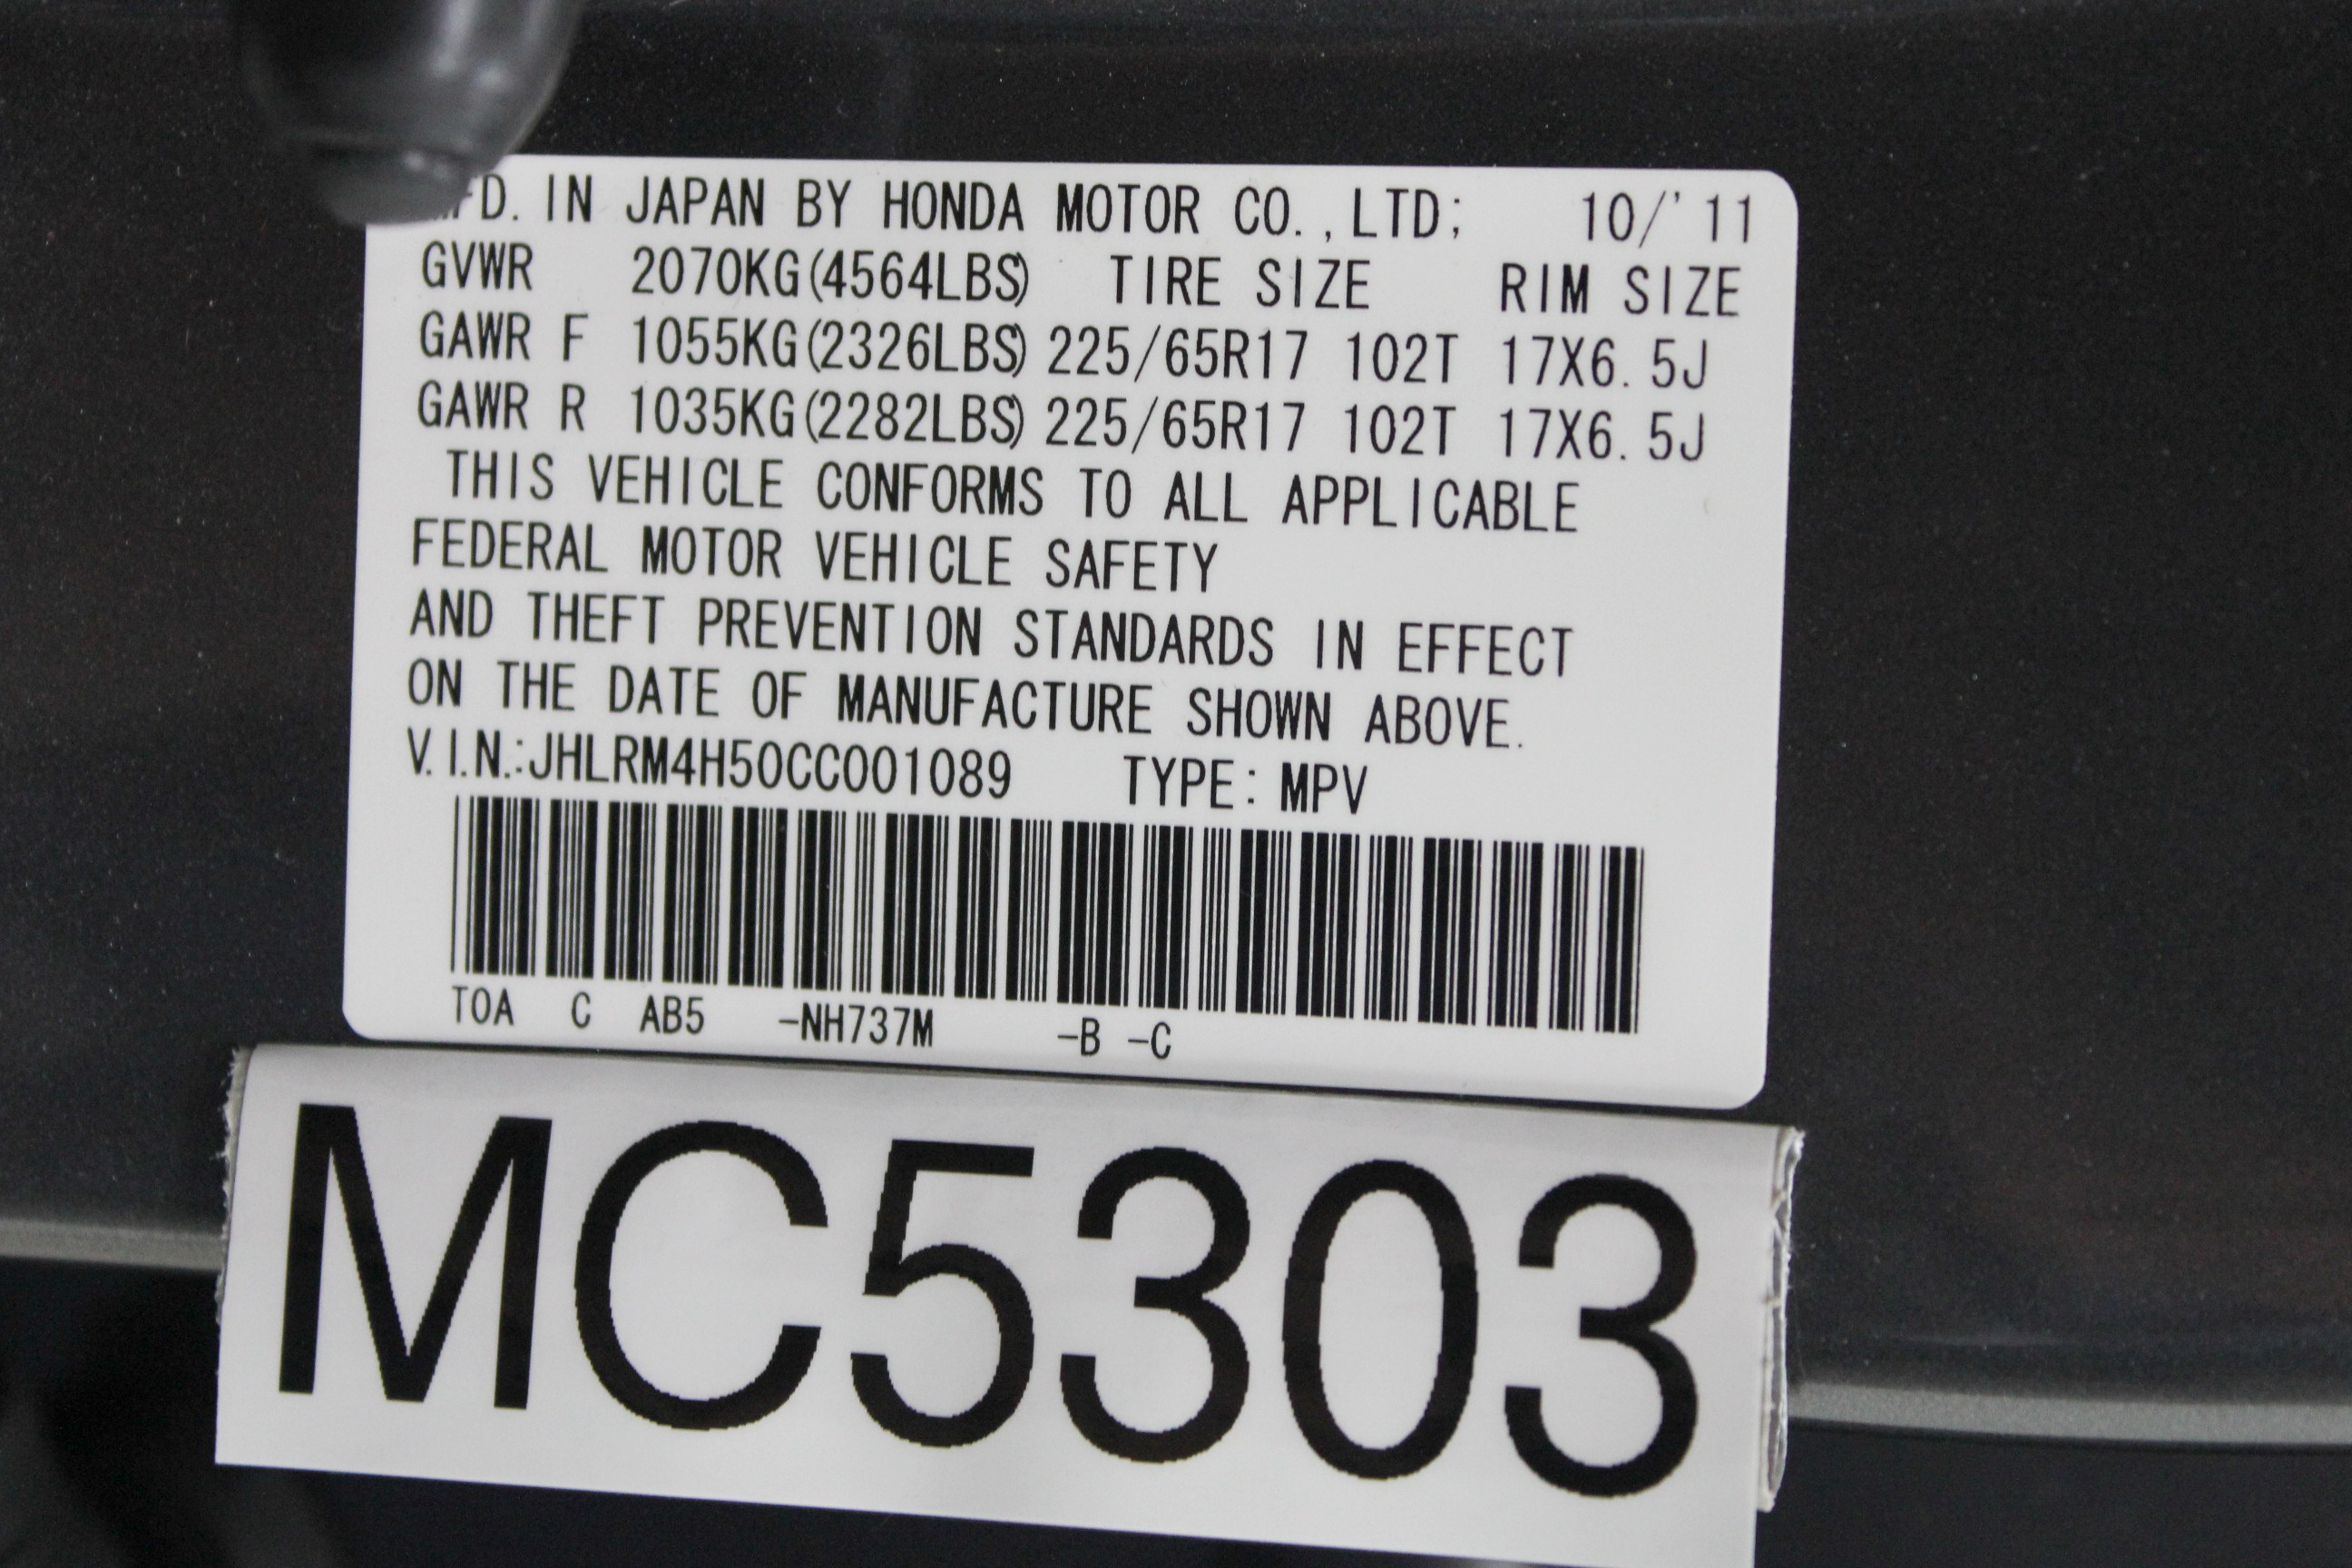 MFD. IN JAPAN BY HONDA MOTOR CO.,LTD; 10/'11
GVWR 2070KG(4564LBS) TIRE SIZE RIM SIZE
GAWR F 1055KG(2326LBS) 225/65R17 102T 17X6.5J
GAWR R 1035KG(2282LBS) 225/65R17 102T 17X6.5J
THIS VEHICLE CONFORMS TO ALL APPLICABLE
FEDERAL MOTOR VEHICLE SAFETY
AND THEFT PREVENTION STANDARDS IN EFFECT
ON THE DATE OF MANUFACTURE SHOWN ABOVE.
V.I.N.:JHLRM4H50CC001089 TYPE: MPV
TOA C AB5 -NH737M -B -C
MC5303